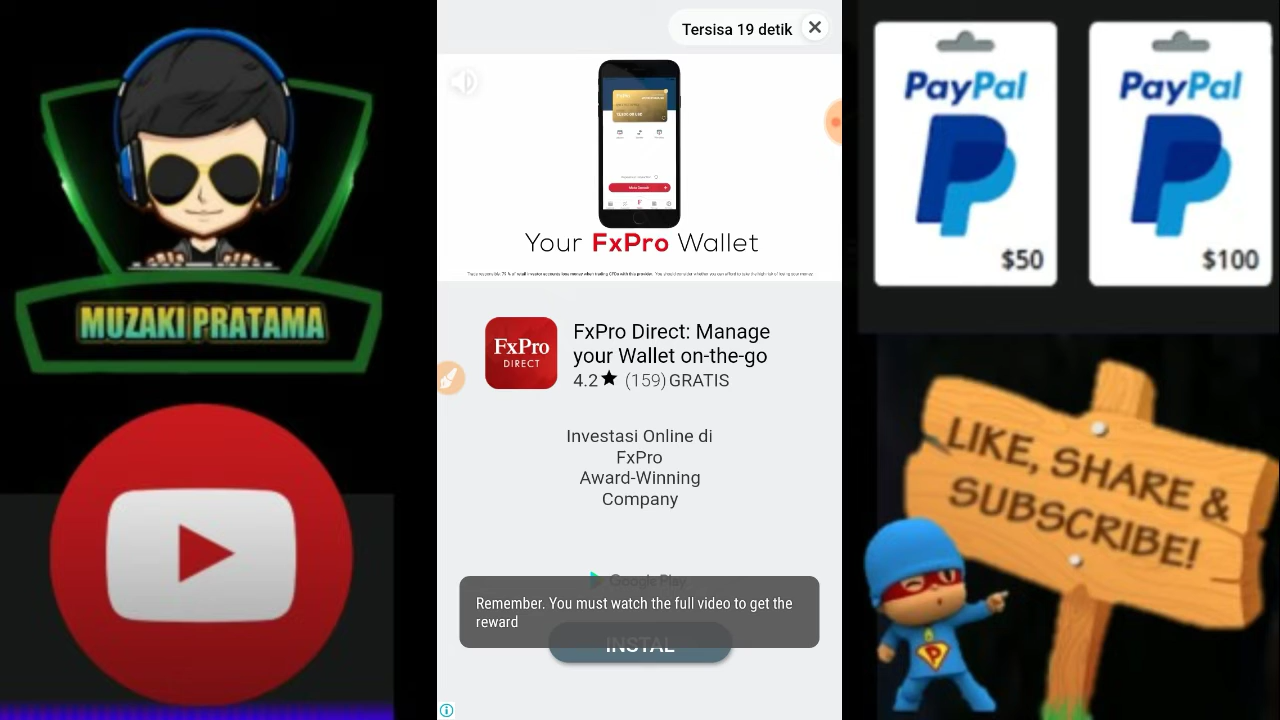 MUZAKI PRATAMA
Tersisa 19 detik
Your FxPro Wallet
FxPro
DIRECT
FxPro Direct: Manage
your Wallet on-the-go
4.2★ (159) GRATIS
Investasi Online di
FxPro
Award-Winning
Company
Google Play
Remember. You must watch the full video to get the
reward
INSTAL
PayPal
$50
PayPal
$100
LIKE, SHARE &
SUBSCRIBE!
P